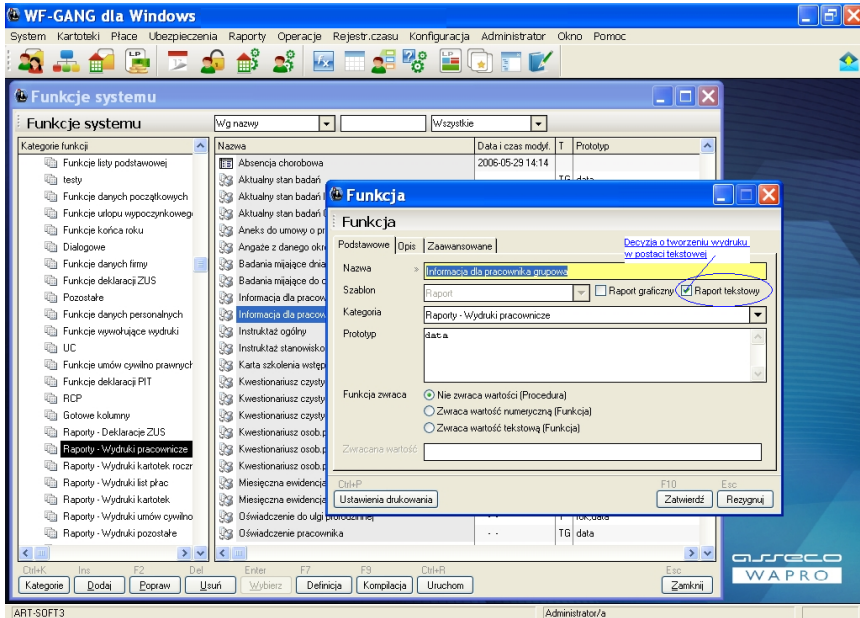 WF-GANG dla Windows
System Kartoteki Płace Ubezpieczenia Raporty Operacje Rejestr.czasu Konfiguracja Administrator Okno Pomoc
Funkcje systemu
Funkcje systemu Wg nazwy Wszystkie
Kategorie funkcji
Funkcje listy podstawowej
testy
Funkcje danych początkowych
Funkcje urlopu wypoczynkowego
Funkcje końca roku
Dialogowe
Funkcje danych firmy
Funkcje deklaracji ZUS
Pozostałe
Funkcje danych personalnych
Funkcje wywołujące wydruki
UC
Funkcje umów cywilno prawnych
Funkcje deklaracji PIT
RCP
Gotowe kolumny
Raporty - Deklaracje ZUS
Raporty - Wydruki pracownicze
Raporty - Wydruki kartotek roczr
Raporty - Wydruki list płac
Raporty - Wydruki kartotek
Raporty - Wydruki umów cywilno
Raporty - Wydruki pozostałe
Nazwa Data i czas modyf. T Prototyp
Absencja chorobowa 2006-05-29 14:14
Aktualny stan badań TG data
Aktualny stan badań
Aktualny stan badań
Aneks do umowy o pr
Angaże z danego okr
Badania mijające dnia
Badania mijające do
Informacja dla pracow
Informacja dla pracow
Instruktaż ogólny
Instruktaż stanowisko
Karta szkolenia wstęp
Kwestionariusz czysty
Kwestionariusz czysty
Kwestionariusz czysty
Kwestionariusz osob.p
Kwestionariusz osob.p
Kwestionariusz osob.p
Miesięczna ewidencja
Miesięczna ewidencja
Oświadczenie do ulgi prorodzinnej - - T rok,data
Oświadczenie pracownika - - TG data
Funkcja
Funkcja
Podstawowe Opis Zaawansowane
Decyzja o tworzeniu wydruku
w postaci tekstowej
Nazwa » Informacja dla pracownika grupowa
Szablon Raport Raport graficzny Raport tekstowy
Kategoria Raporty - Wydruki pracownicze
Prototyp data
Funkcja zwraca Nie zwraca wartości (Procedura)
Zwraca wartość numeryczną (Funkcja)
Zwraca wartość tekstową (Funkcja)
Zwracana wartość
Ctrl+P F10 Esc
Ustawienia drukowania Zatwierdź Rezygnuj
Ctrl+K Ins F2 Del Enter F7 F9 Ctrl+R Esc
Kategorie Dodaj Popraw Usuń Wybierz Definicja Kompilacja Uruchom Zamknij
asseco
WAPRO
ART-SOFT3 Administrator/a